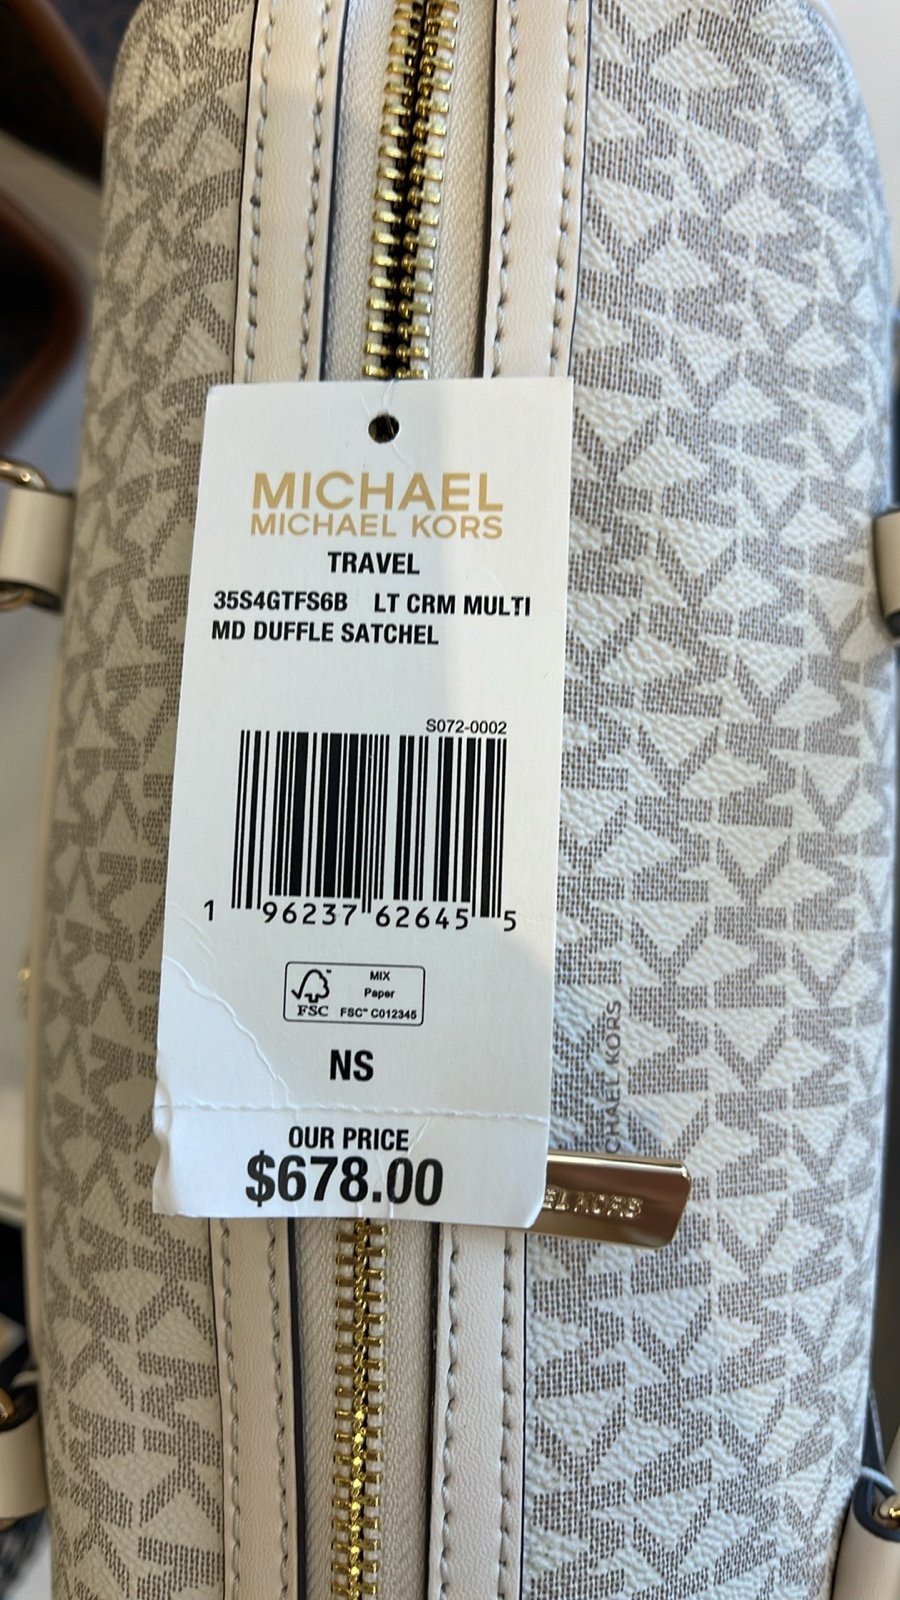 MICHAEL
MICHAEL KORS
TRAVEL
35S4GTFS6B LT CRM MULTI
MD DUFFLE SATCHEL
S072-0002
1 96237 62645 5
FSC
MIX
Paper
FSC™ C012345
NS
OUR PRICE
$678.00
KORS